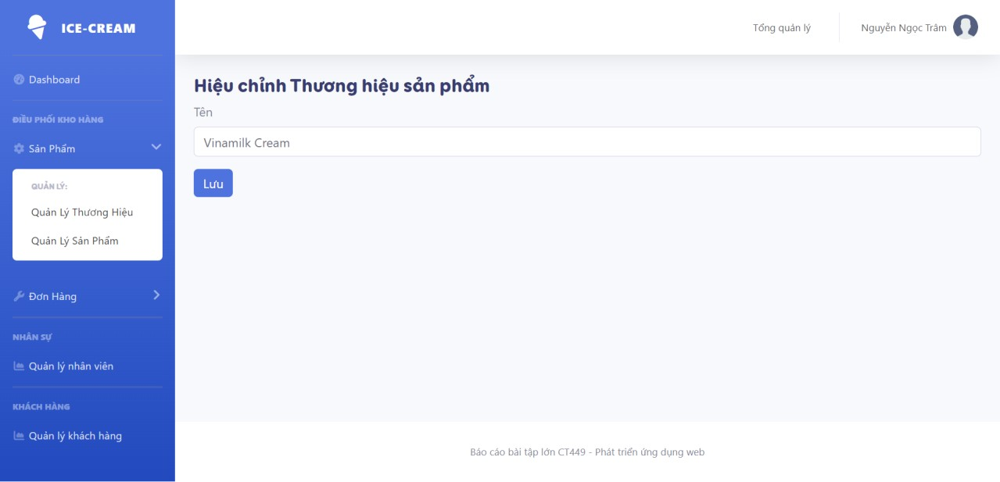 ICE-CREAM
Tổng quản lý
Nguyễn Ngọc Trâm
Dashboard
ĐIỀU PHỐI KHO HÀNG
Sản Phẩm
QUẢN LÝ:
Quản Lý Thương Hiệu
Quản Lý Sản Phẩm
Đơn Hàng
NHÂN SỰ
Quản lý nhân viên
KHÁCH HÀNG
Quản lý khách hàng
Hiệu chỉnh Thương hiệu sản phẩm
Tên
Vinamilk Cream
Lưu
Báo cáo bài tập lớn CT449 - Phát triển ứng dụng web